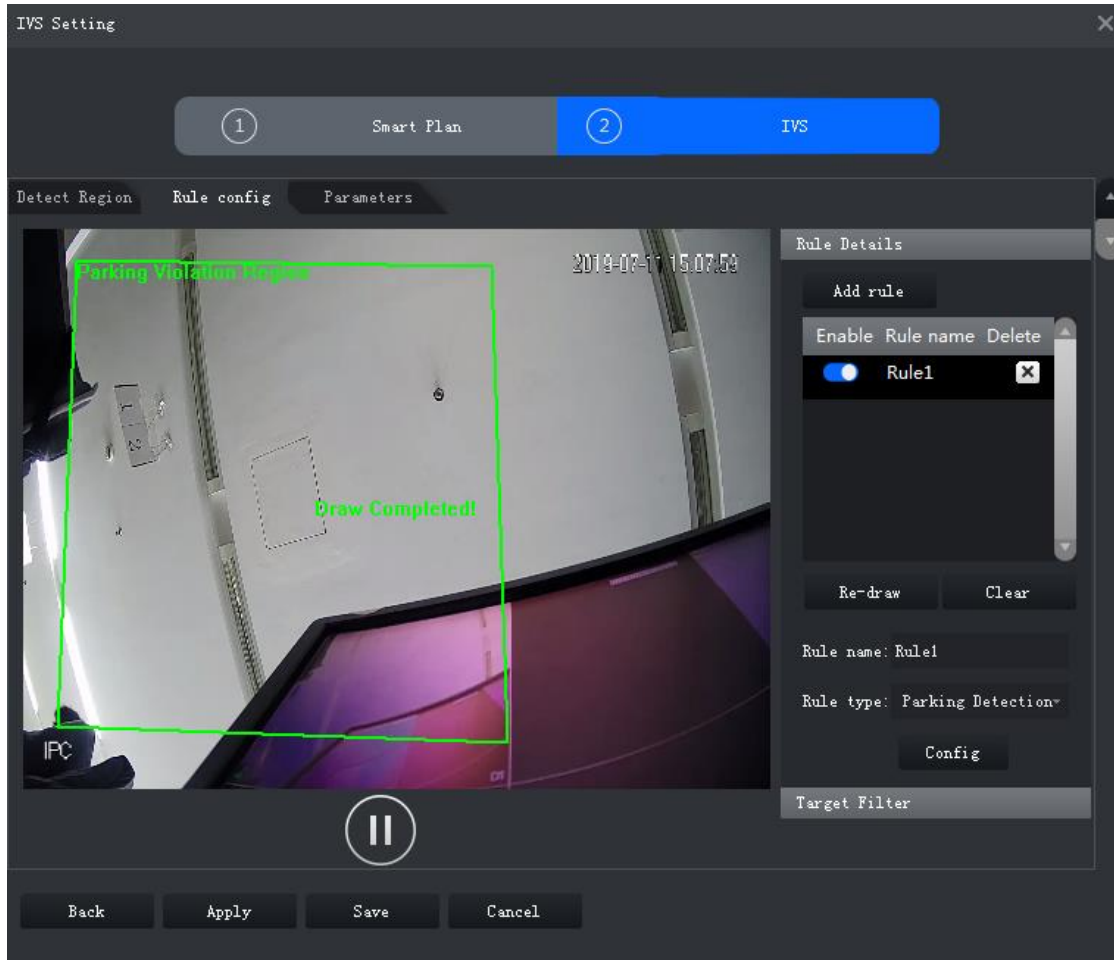 IVS Setting
1 Smart Plan 2 IVS
Detect Region Rule config Parameters
Parking Violation Region
2019-07-11 15:07:59
1
2
Draw Completed!
IPC
Rule Details
Add rule
Enable Rule name Delete
Rule1
Re-draw Clear
Rule name: Rule1
Rule type: Parking Detection
Config
Target Filter
Back Apply Save Cancel